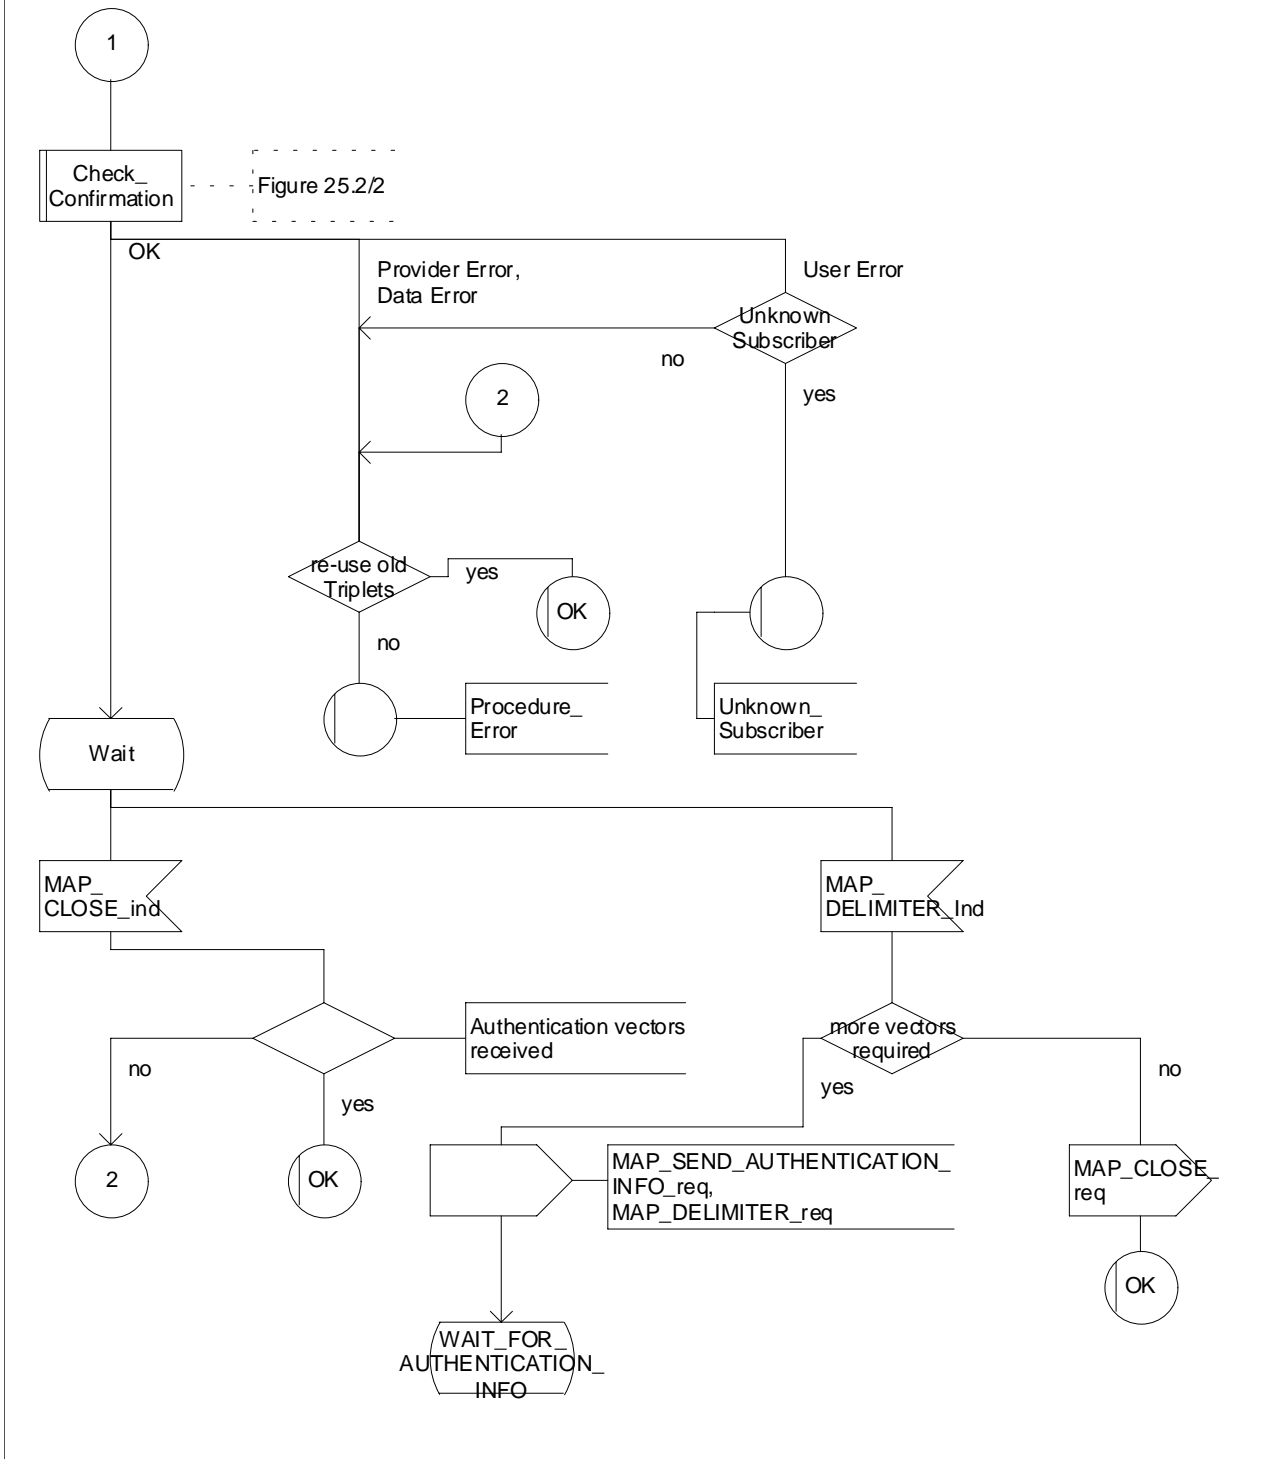 1
Check_
Confirmation
Figure 25.2/2
OK
Provider Error,
Data Error
User Error
Unknown
Subscriber
no
yes
2
re-use old
Triplets
yes
OK
no
Procedure_
Error
Unknown_
Subscriber
Wait
MAP_
CLOSE_ind
MAP_
DELIMITER_Ind
Authentication vectors
received
more vectors
required
no
yes
yes
no
2
OK
MAP_SEND_AUTHENTICATION_
INFO_req,
MAP_DELIMITER_req
MAP_CLOSE_
req
OK
WAIT_FOR_
AUTHENTICATION_
INFO